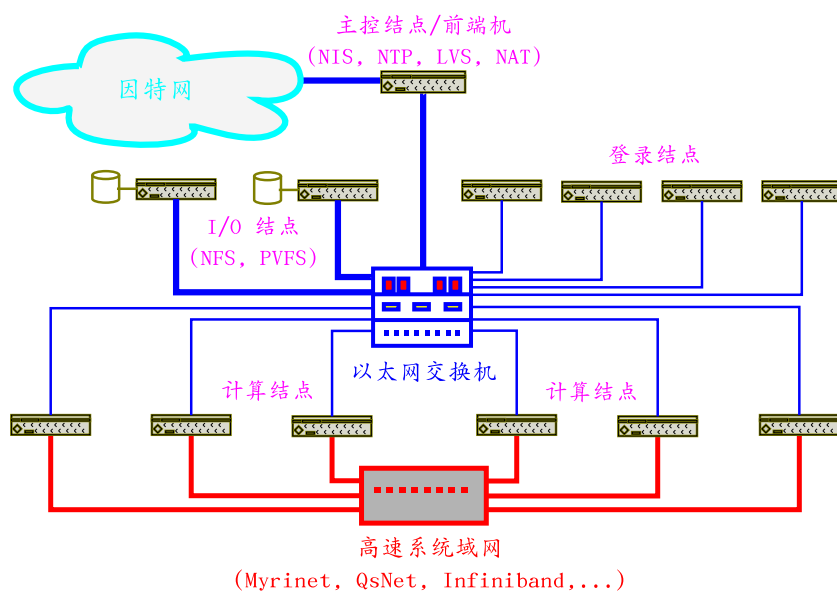 主控结点/前端机
(NIS, NTP, LVS, NAT)
因特网
登录结点
I/O 结点
(NFS, PVFS)
以太网交换机
计算结点
计算结点
高速系统域网
(Myrinet, QsNet, Infiniband,...)